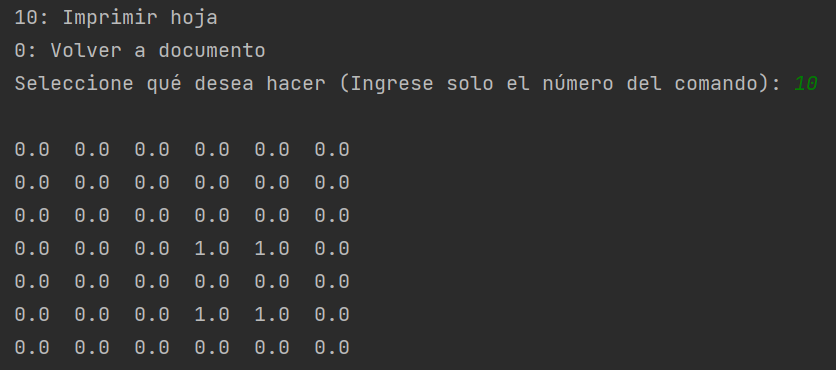 10: Imprimir hoja
0: Volver a documento
Seleccione qué desea hacer (Ingrese solo el número del comando): 10
0.0 0.0 0.0 0.0 0.0 0.0
0.0 0.0 0.0 0.0 0.0 0.0
0.0 0.0 0.0 0.0 0.0 0.0
0.0 0.0 0.0 1.0 1.0 0.0
0.0 0.0 0.0 0.0 0.0 0.0
0.0 0.0 0.0 1.0 1.0 0.0
0.0 0.0 0.0 0.0 0.0 0.0